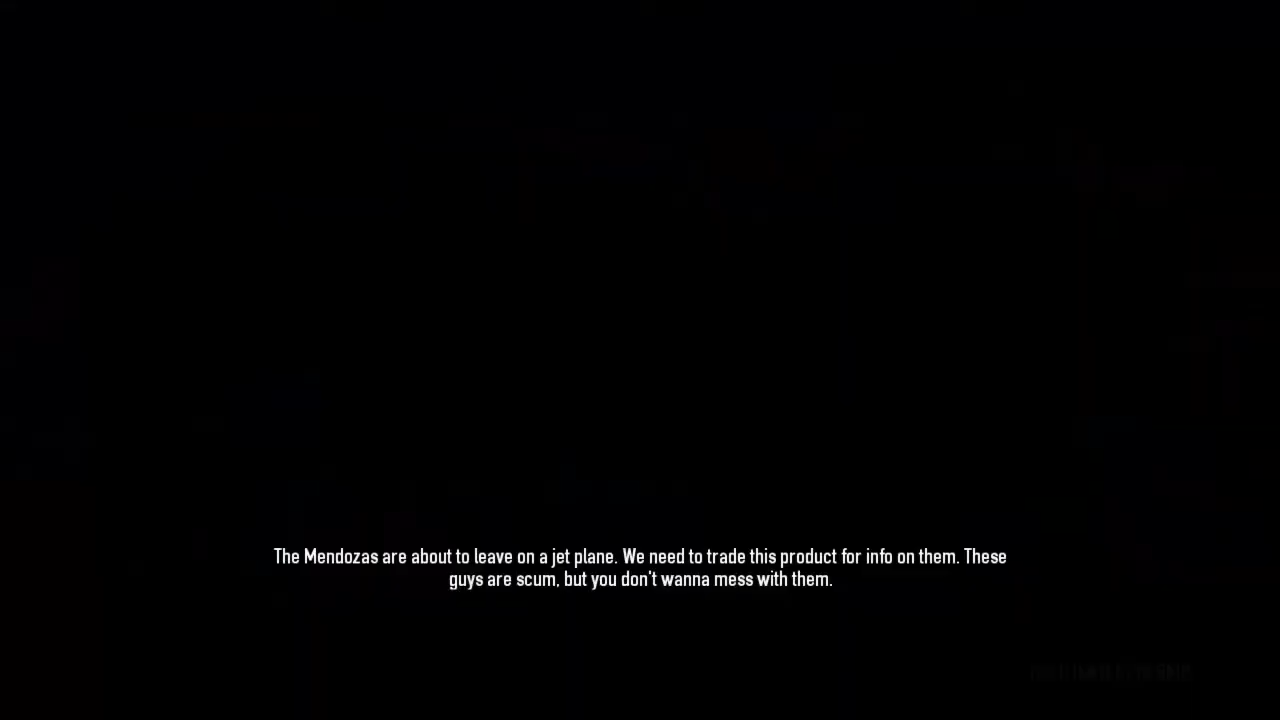 The Mendozas are about to leave on a jet plane. We need to trade this product for info on them. These
guys are scum, but you don't wanna mess with them.